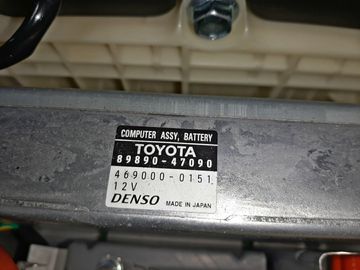 COMPUTER ASSY, BATTERY
TOYOTA
89890-47090
469000-0151
12V
DENSO MADE IN JAPAN